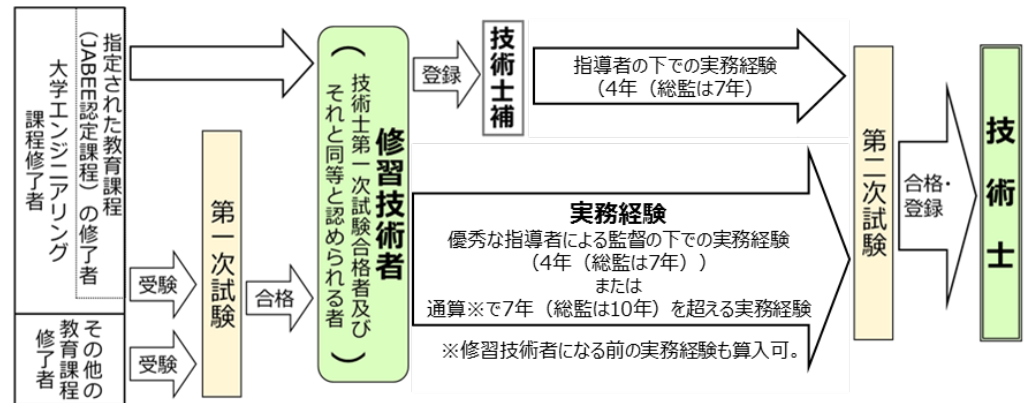 大学エンジニアリング
課程修了者
指定された教育課程
（JABEE認定課程）の修了者
その他の
教育課程
修了者
受験
受験
第一次試験
合格
修習技術者
（技術士第一次試験合格者及び
それと同等と認められる者）
登録
技術士補
指導者の下での実務経験
（4年（総監は7年）
実務経験
優秀な指導者による監督の下での実務経験
（4年（総監は7年））
または
通算※で7年（総監は10年）を超える実務経験
※修習技術者になる前の実務経験も算入可。
第二次試験
合格・
登録
技術士